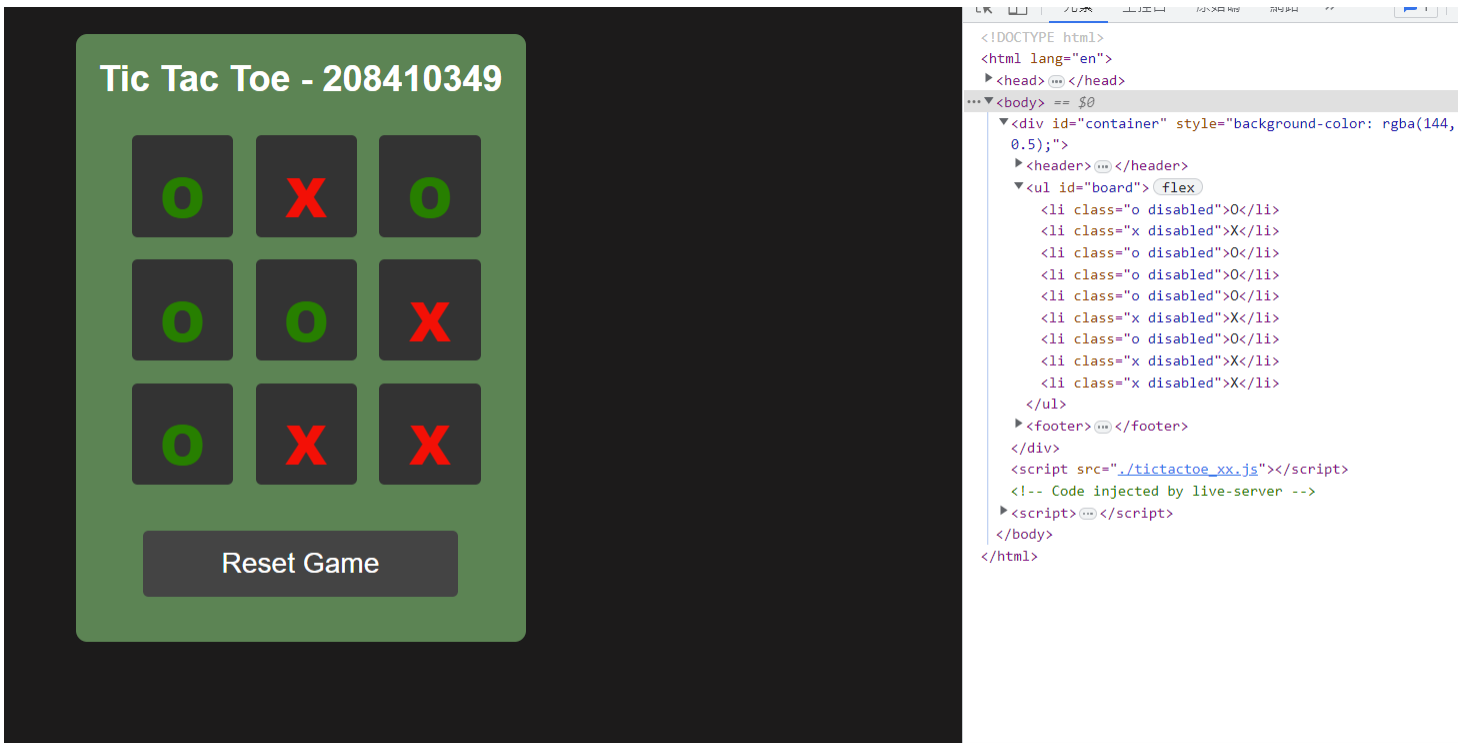 Tic Tac Toe - 208410349
o x o
o o x
o x x
Reset Game
<!DOCTYPE html>
<html lang="en">
<head>…</head>
<body> == $0
<div id="container" style="background-color: rgba(144,
0.5);">
<header>…</header>
<ul id="board"> flex
<li class="o disabled">O</li>
<li class="x disabled">X</li>
<li class="o disabled">O</li>
<li class="o disabled">O</li>
<li class="o disabled">O</li>
<li class="x disabled">X</li>
<li class="o disabled">O</li>
<li class="x disabled">X</li>
<li class="x disabled">X</li>
</ul>
<footer>…</footer>
</div>
<script src="./tictactoe_xx.js"></script>
<!-- Code injected by live-server -->
<script>…</script>
</body>
</html>